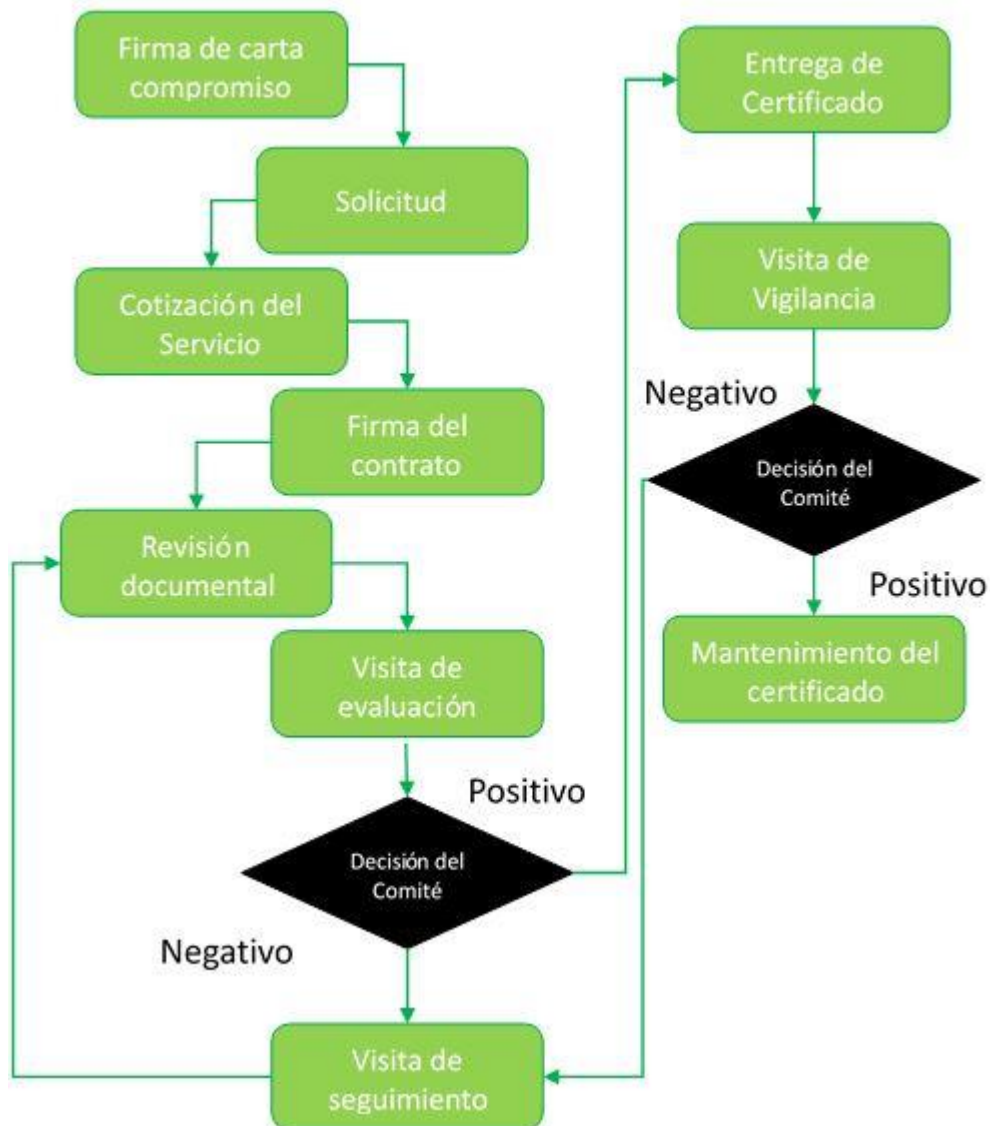 Firma de carta
compromiso
Solicitud
Cotización del
Servicio
Firma del
contrato
Revisión
documental
Visita de
evaluación
Positivo
Decisión del
Comité
Negativo
Visita de
seguimiento
Entrega de
Certificado
Visita de
Vigilancia
Negativo
Decisión del
Comité
Positivo
Mantenimiento del
certificado